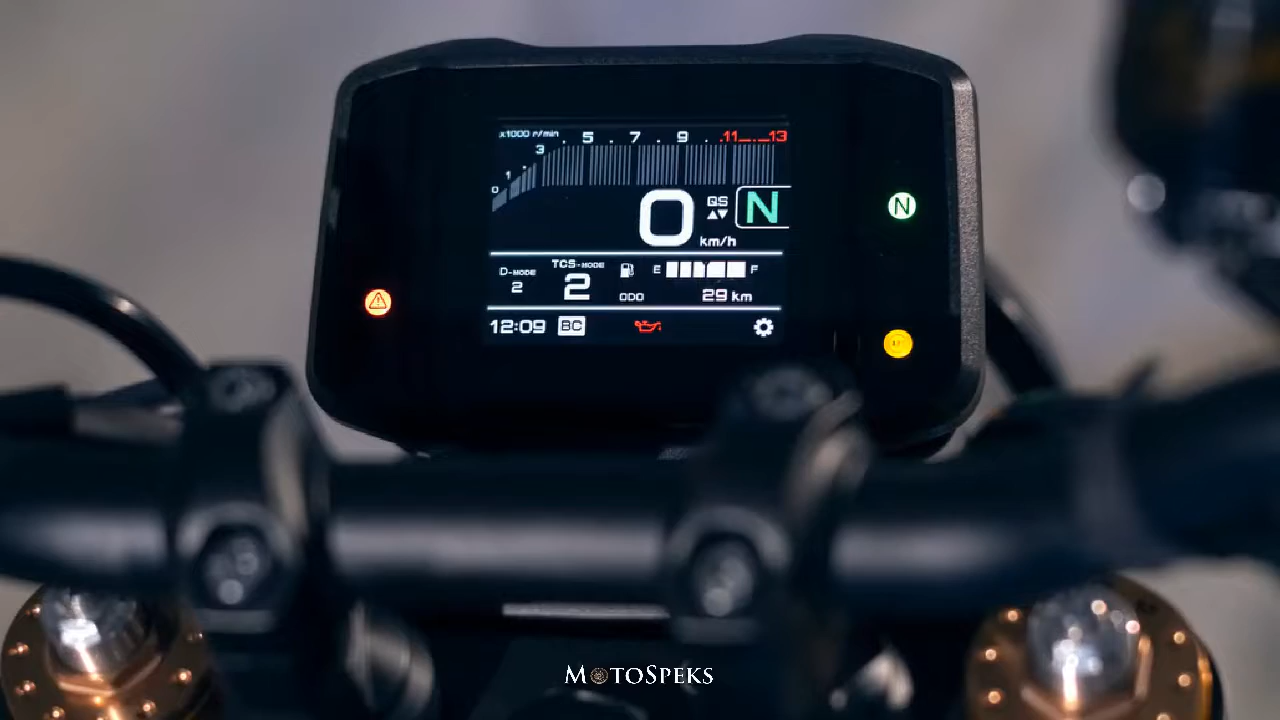 x1000 r/min
0 . 1 . 3 . 5 . 7 . 9 . . 11 . 13
0 QS N
km/h
N
D-MODE TCS-MODE E F
2 2
ODO 29 km
12:09 BC
MOTOSPEKS